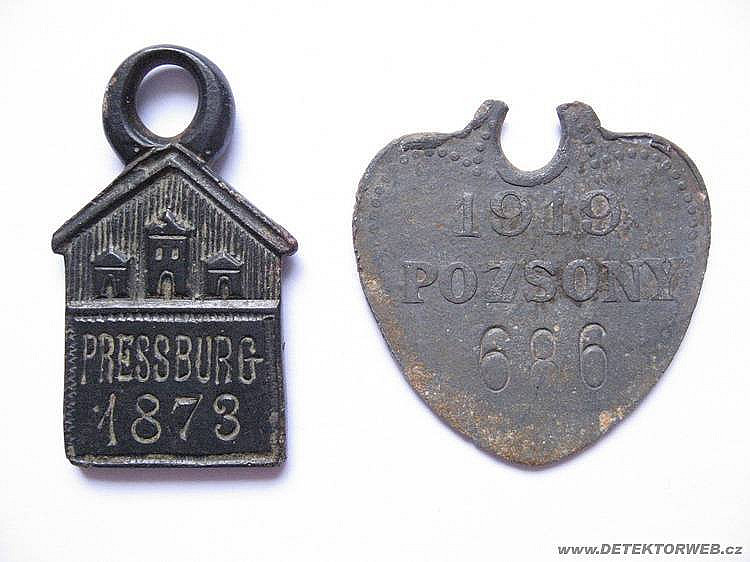 PRESSBURG
1873
1919
POZSONY
686
www.DETEKTORWEB.cz